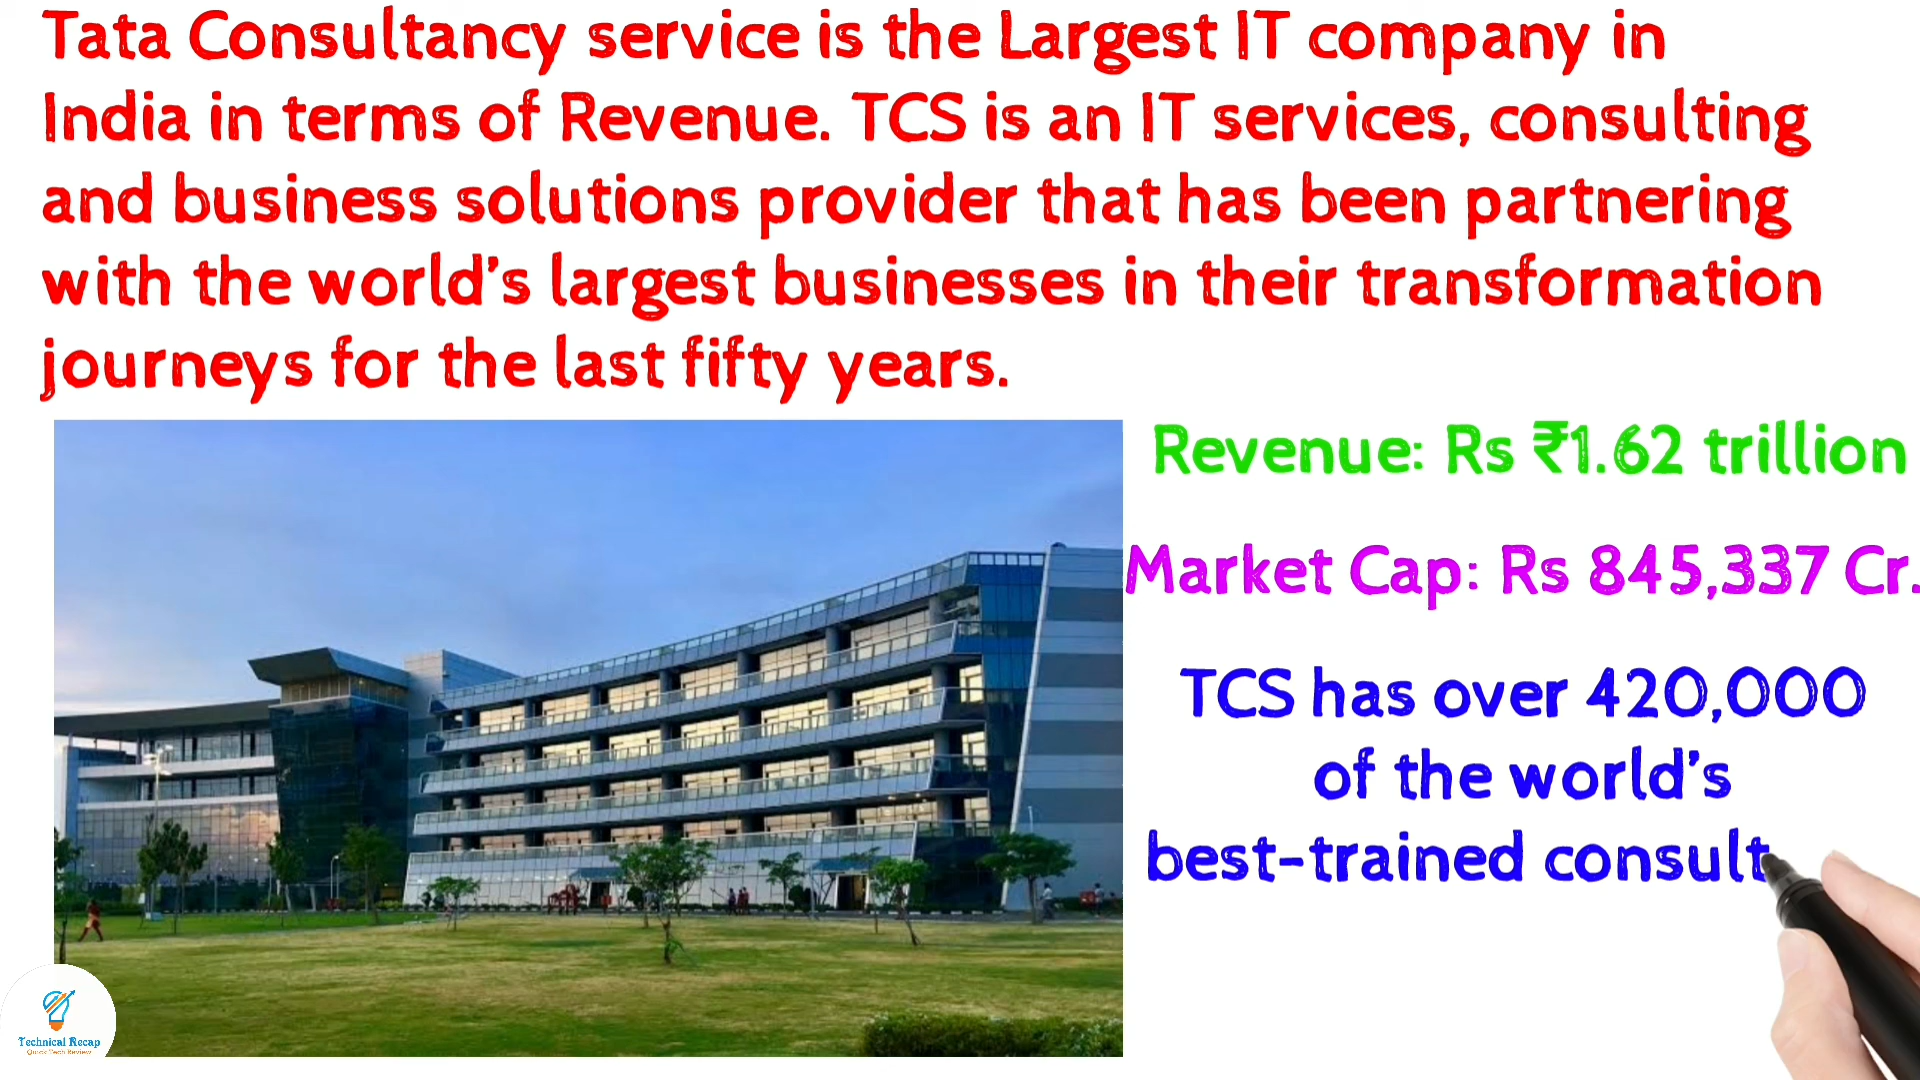 Tata Consultancy service is the Largest IT company in
India in terms of Revenue. TCS is an IT services, consulting
and business solutions provider that has been partnering
with the world’s largest businesses in their transformation
journeys for the last fifty years.
Revenue: Rs ₹1.62 trillion
Market Cap: Rs 845,337 Cr.
TCS has over 420,000
of the world’s
best-trained consult
Technical Recap
Quick Tech Review